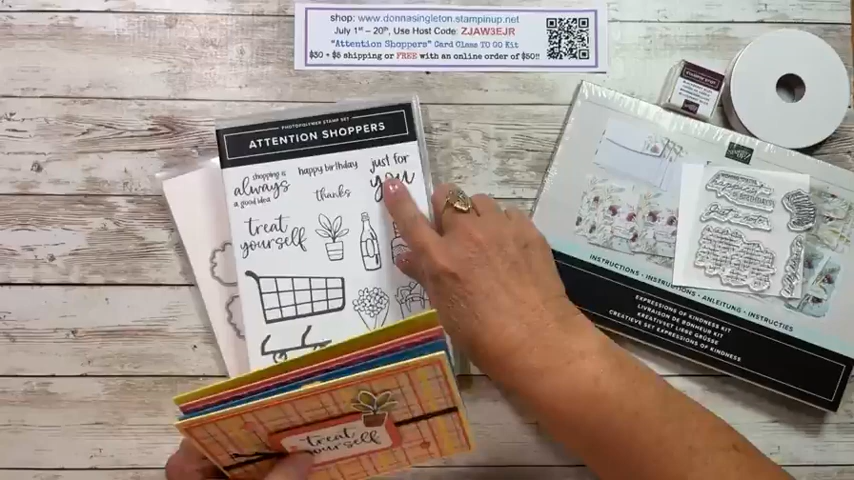 shop: www.donnasingleton.stampinup.net
July 1st – 20th, Use Host Code: ZJAW3EJR
"Attention Shoppers" Card Class TO GO Kit
$30 + $8 shipping or FREE with an online order of $50!!
PHOTOPOLYMER STAMP SET
ATTENTION SHOPPERS
shopping is
always
a good idea
happy birthday
thanks
just for
you
treat
yourself
treat
yourself
INSTRUCTIONS • INSTRUCTIONS • ANLEITUNG • INSTRUCTIES
EXPRESSIONS OF KINDNESS KIT
LIVRAISON DE BONHEUR KIT
KREATIVSET LIEBE GRÜSSE
CREATIEVE SET EXPRESSIONS OF KINDNESS